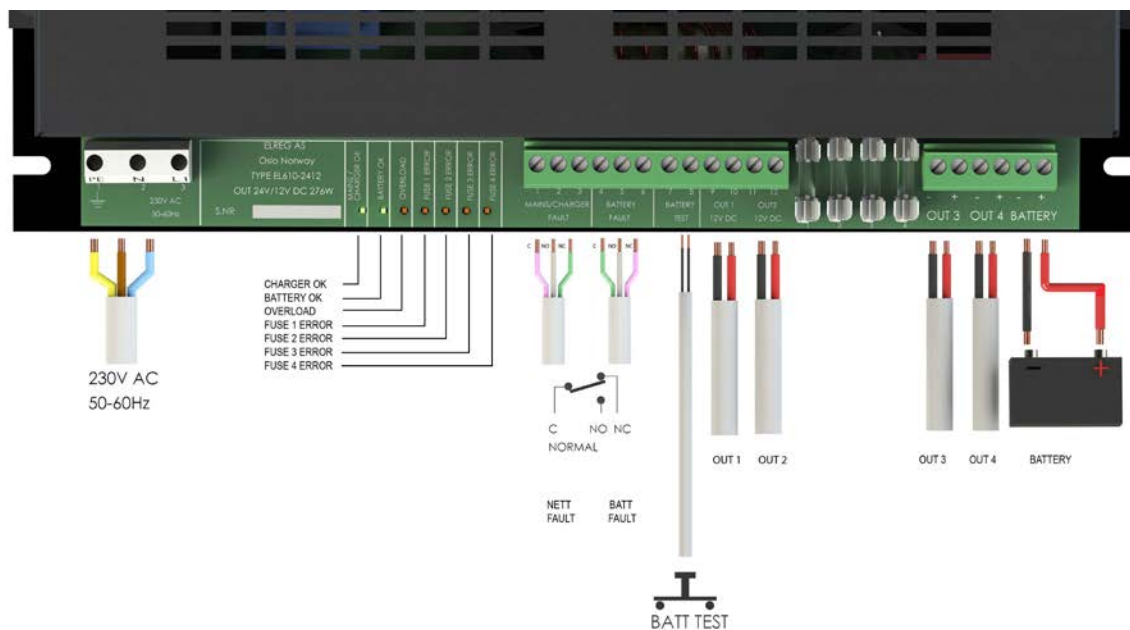 PE N L1
1 2 3
230V AC
50-60Hz
ELREG AS
Oslo Norway
TYPE EL610-2412
OUT 24V/12V DC 276W
S.NR
MAINS/
CHARGER OK
BATTERY OK
OVERLOAD
FUSE 1 ERROR
FUSE 2 ERROR
FUSE 3 ERROR
FUSE 4 ERROR
1 2 3 4 5 6 7 8 9 10 11 12
MAINS/CHARGER
FAULT
BATTERY
FAULT
BATTERY
TEST
OUT 1
12V DC
OUT2
12V DC
- + - + - +
OUT 3 OUT 4 BATTERY
C NO NC
C NO NC
CHARGER OK
BATTERY OK
OVERLOAD
FUSE 1 ERROR
FUSE 2 ERROR
FUSE 3 ERROR
FUSE 4 ERROR
230V AC
50-60Hz
C NO NC
NORMAL
NETT
FAULT
BATT
FAULT
OUT 1
OUT 2
OUT 3
OUT 4
- +
BATTERY
BATT TEST